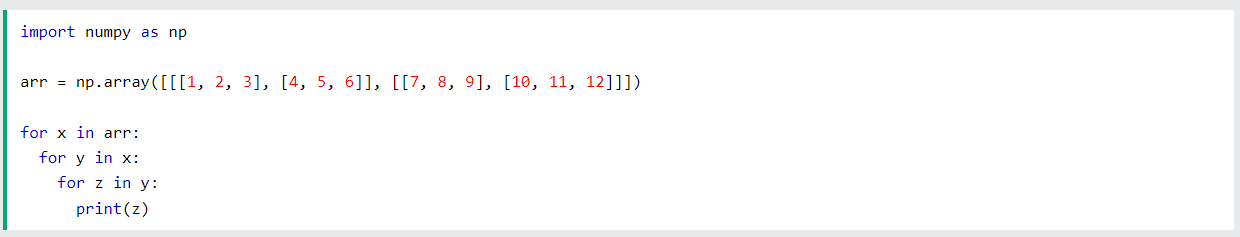 import numpy as np
arr = np.array([[[1, 2, 3], [4, 5, 6]], [[7, 8, 9], [10, 11, 12]]])
for x in arr:
  for y in x:
    for z in y:
      print(z)